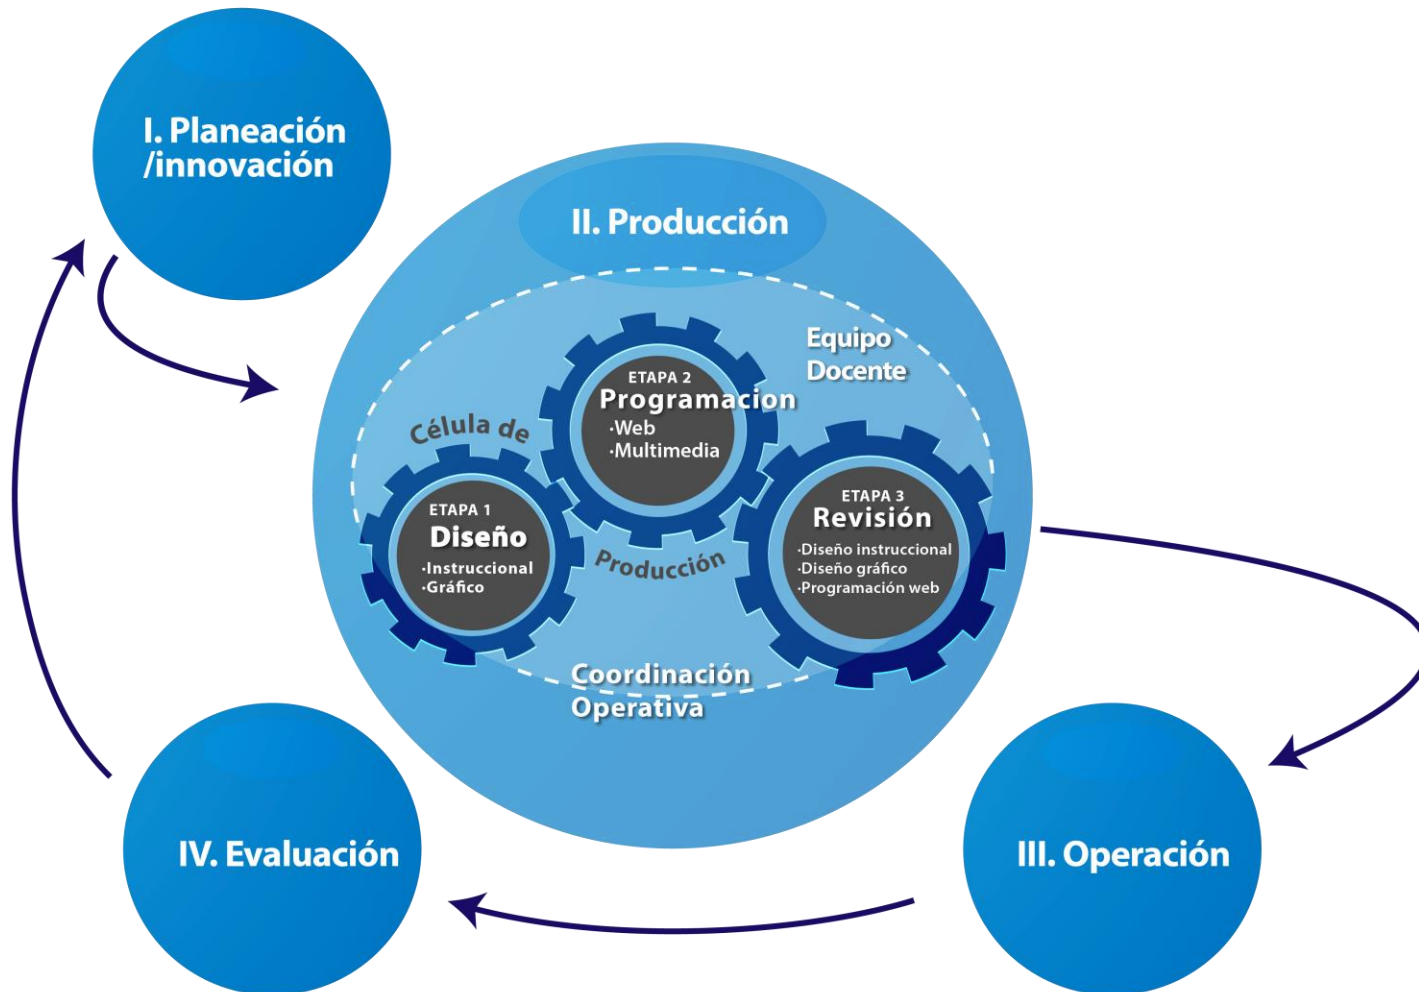 I. Planeación
/innovación
II. Producción
Equipo
Docente
ETAPA 2
Programacion
·Web
·Multimedia
Célula de
Producción
ETAPA 1
Diseño
·Instruccional
·Gráfico
ETAPA 3
Revisión
·Diseño instruccional
·Diseño gráfico
·Programación web
Coordinación
Operativa
III. Operación
IV. Evaluación